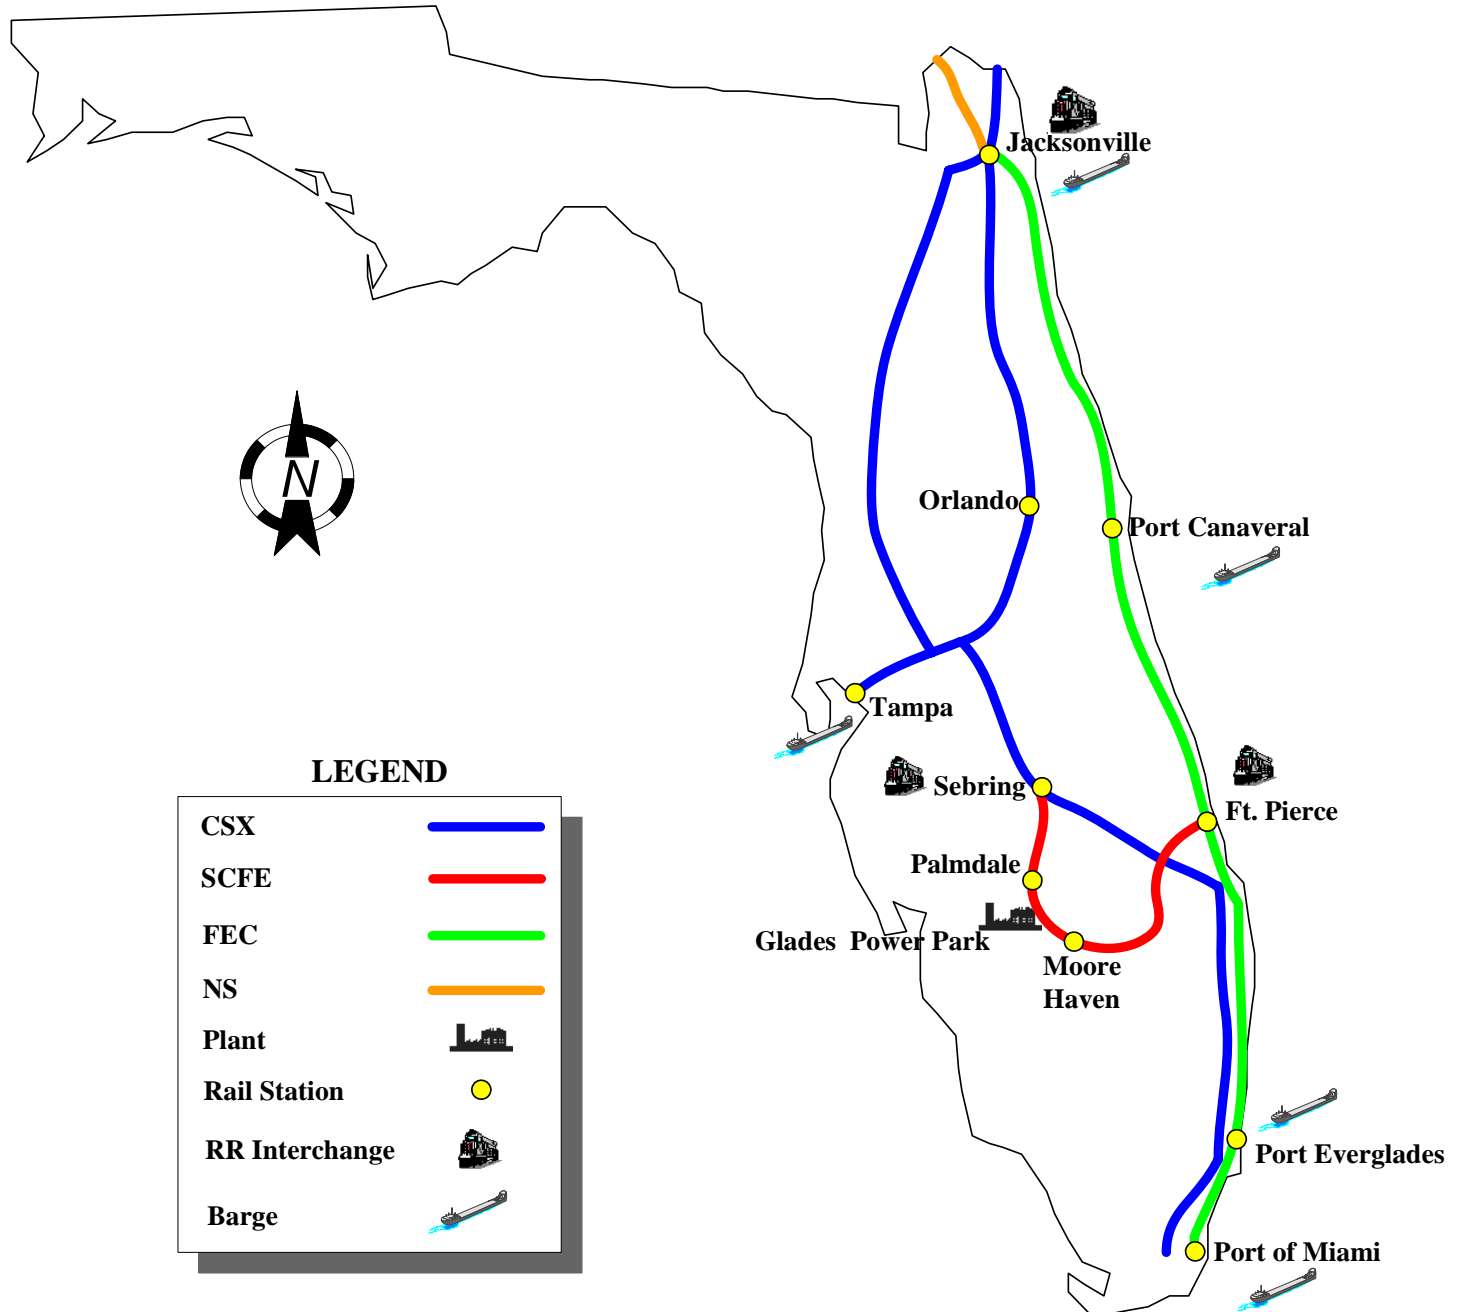 Jacksonville
N
Orlando
Port Canaveral
Tampa
LEGEND
Sebring
Ft. Pierce
CSX
Palmdale
SCFE
FEC
Glades Power Park
Moore
Haven
NS
Plant
Rail Station
RR Interchange
Port Everglades
Barge
Port of Miami